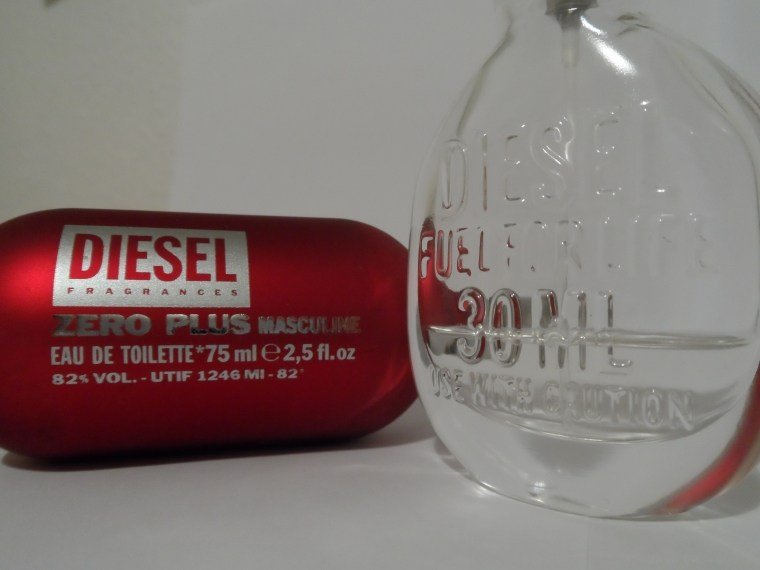 DIESEL
FRAGRANCES
ZERO PLUS MASCULINE
EAU DE TOILETTE*75 ml ℮ 2,5 fl.oz
82% VOL. - UTIF 1246 MI - 82°
DIESEL
FUEL FOR LIFE
30 ML
USE WITH CAUTION